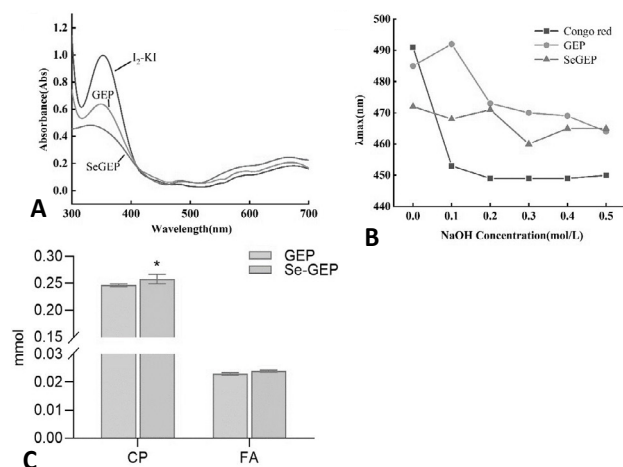 1.2
1.0
0.8
0.6
0.4
0.2
0.0
Absorbance(Abs)
I₂-KI
GEP
SeGEP
300
400
500
600
700
Wavelength(nm)
A
490
480
470
460
450
440
λmax(nm)
Congo red
GEP
SeGEP
0.0
0.1
0.2
0.3
0.4
0.5
NaOH Concentration(mol/L)
B
GEP
Se-GEP
*
0.30
0.25
0.20
0.15
0.03
0.02
0.01
0.00
mmol
CP
FA
C